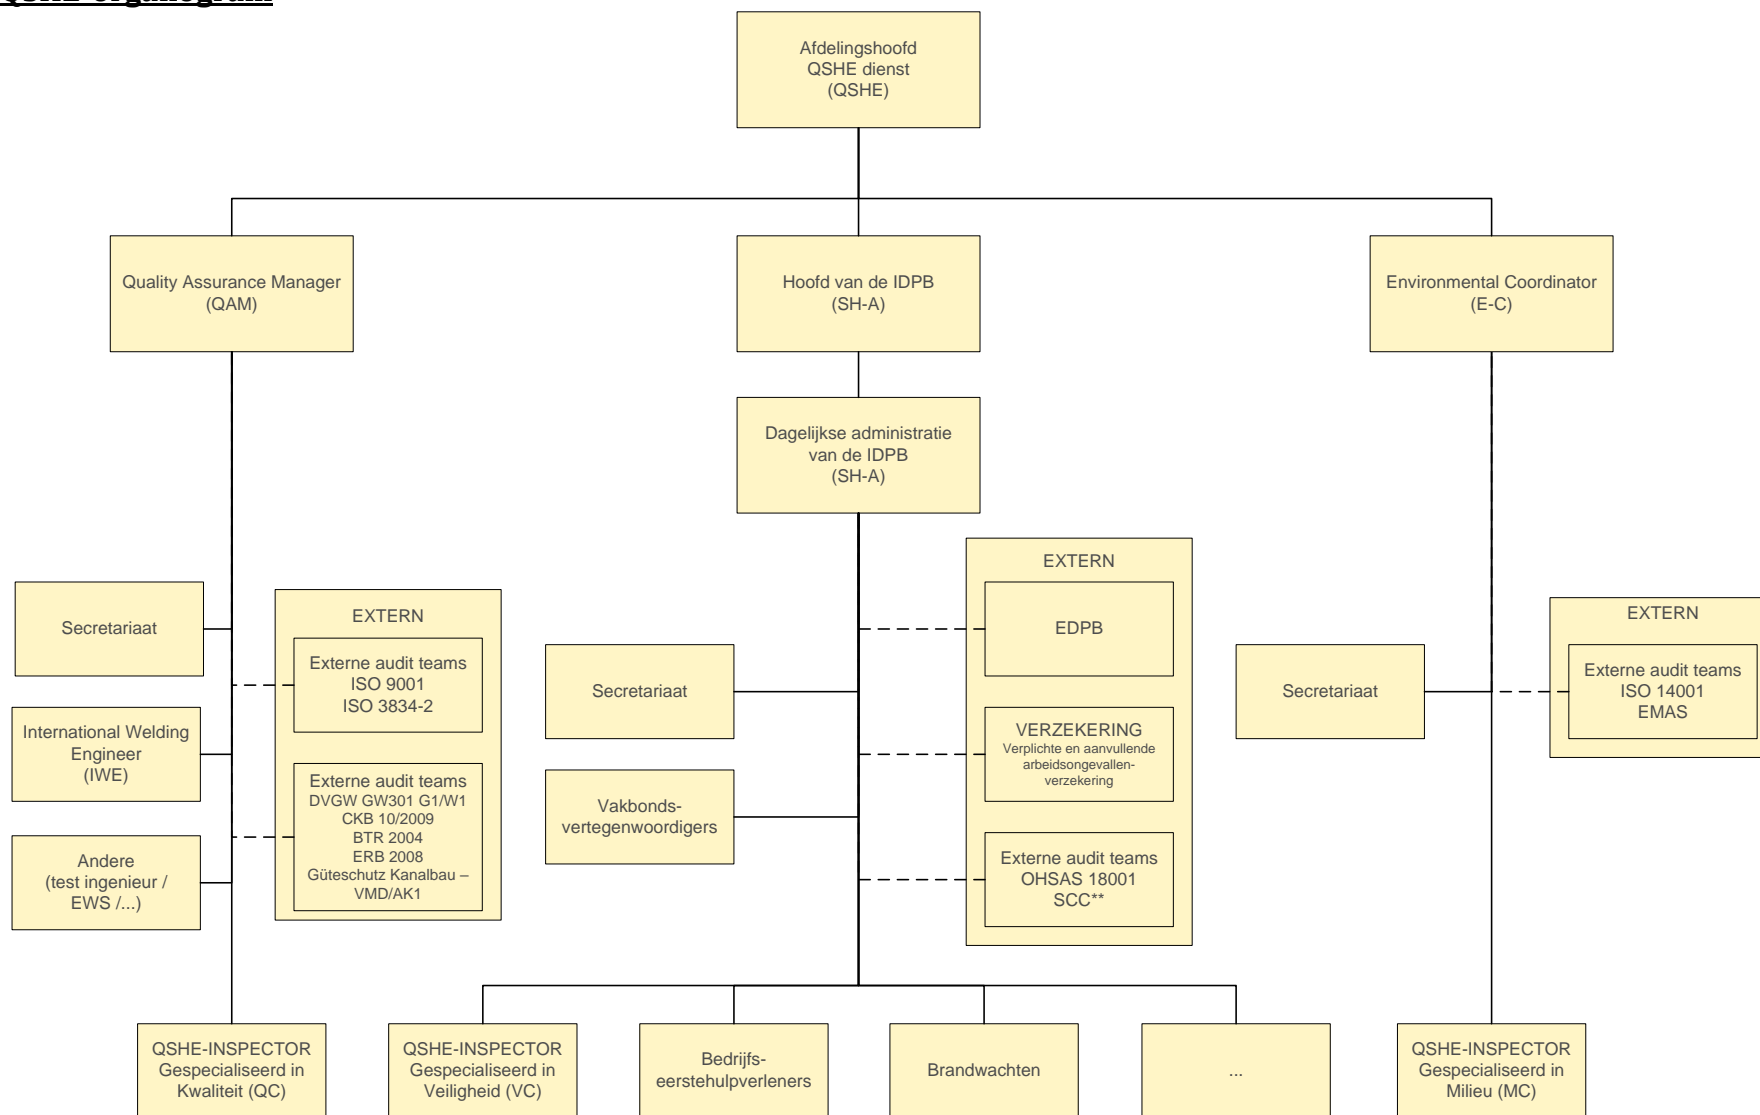 QSHE organogram
Afdelingshoofd
QSHE dienst
(QSHE)
Quality Assurance Manager
(QAM)
Hoofd van de IDPB
(SH-A)
Environmental Coordinator
(E-C)
Dagelijkse administratie
van de IDPB
(SH-A)
Secretariaat
International Welding
Engineer
(IWE)
Andere
(test ingenieur /
EWS /...)
EXTERN
Externe audit teams
ISO 9001
ISO 3834-2
Externe audit teams
DVGW GW301 G1/W1
CKB 10/2009
BTR 2004
ERB 2008
Güteschutz Kanalbau –
VMD/AK1
Secretariaat
Vakbonds-
vertegenwoordigers
EXTERN
EDPB
VERZEKERING
Verplichte en aanvullende
arbeidsongevallen-
verzekering
Externe audit teams
OHSAS 18001
SCC**
Secretariaat
EXTERN
Externe audit teams
ISO 14001
EMAS
QSHE-INSPECTOR
Gespecialiseerd in
Kwaliteit (QC)
QSHE-INSPECTOR
Gespecialiseerd in
Veiligheid (VC)
Bedrijfs-
eerstehulpverleners
Brandwachten
...
QSHE-INSPECTOR
Gespecialiseerd in
Milieu (MC)